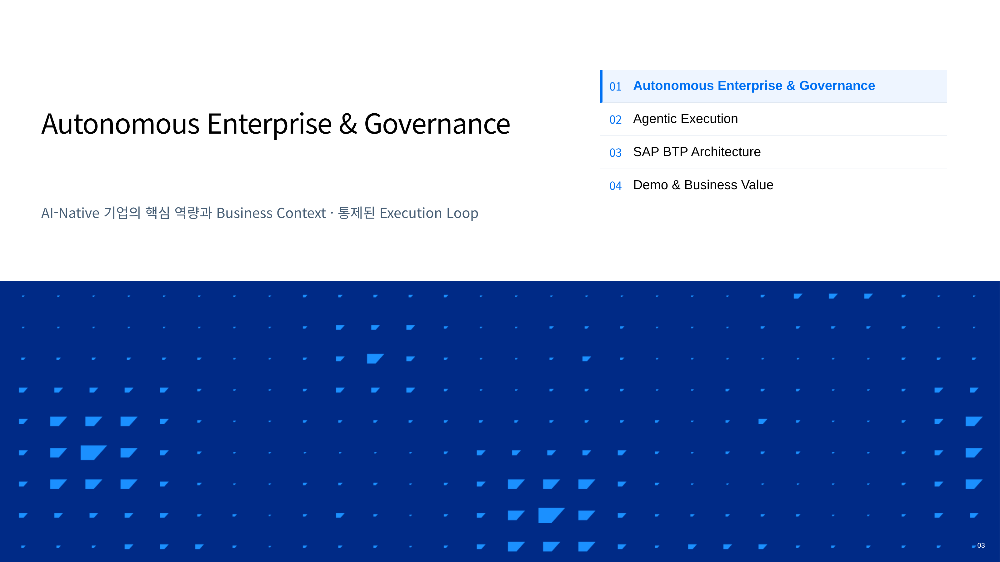 Autonomous Enterprise & Governance
AI-Native 기업의 핵심 역량과 Business Context · 통제된 Execution Loop
01 Autonomous Enterprise & Governance
02 Agentic Execution
03 SAP BTP Architecture
04 Demo & Business Value
03